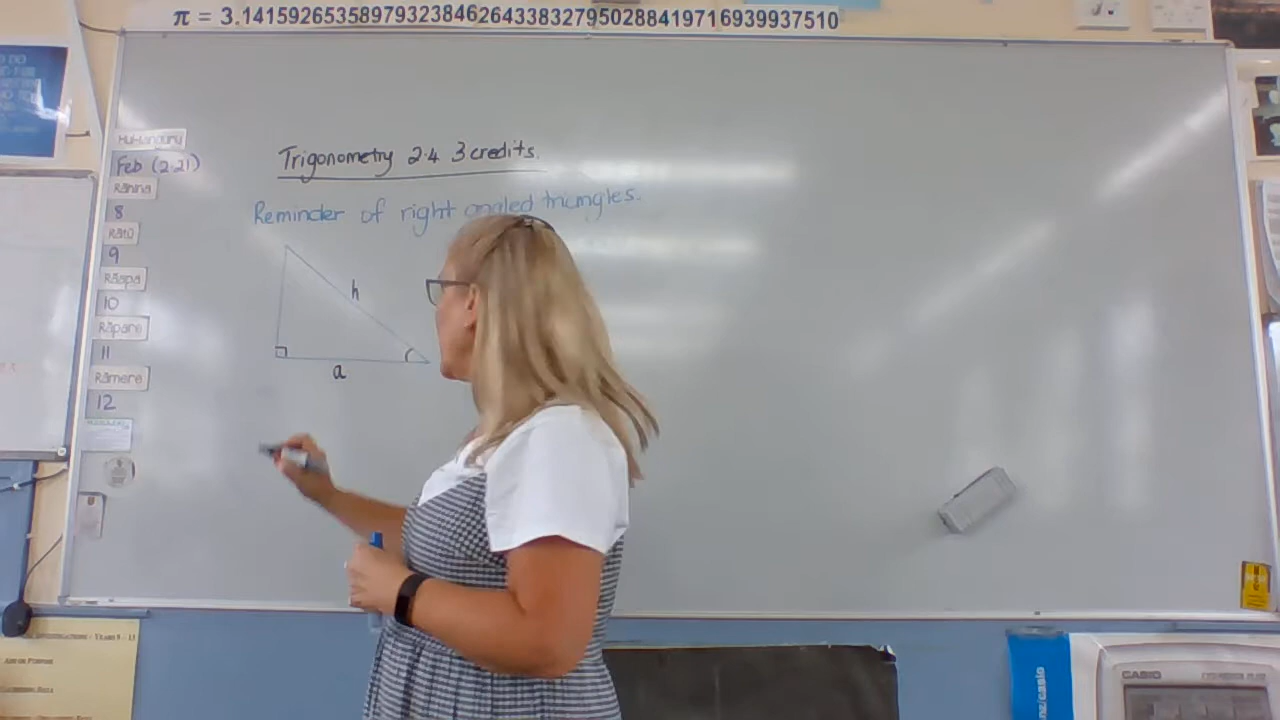 π = 3.14159265358979323846264338327950288419716939937510
Hui-tanguru
Feb (2.21)
Rāhina
8
Rātū
9
Rāapa
10
Rāpare
11
Rāmere
12
Trigonometry 2.4 3 credits.
Reminder of right angled triangles.
h
a
CASIO